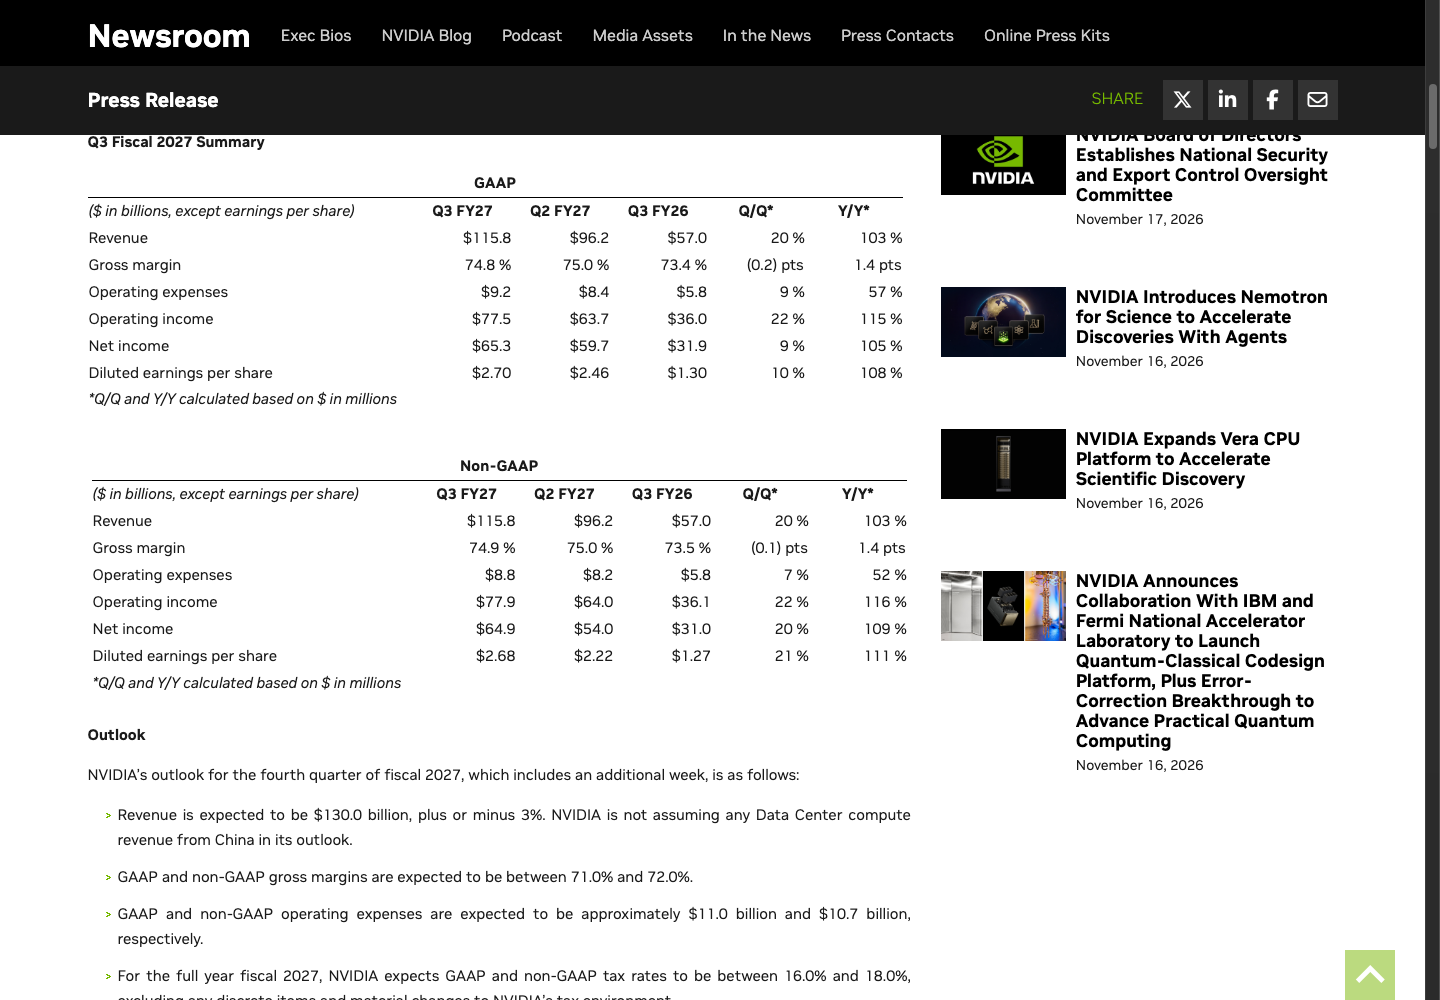 Newsroom
Exec Bios
NVIDIA Blog
Podcast
Media Assets
In the News
Press Contacts
Online Press Kits
Press Release
SHARE
Q3 Fiscal 2027 Summary
GAAP
($ in billions, except earnings per share) Q3 FY27 Q2 FY27 Q3 FY26 Q/Q* Y/Y*
Revenue $115.8 $96.2 $57.0 20 % 103 %
Gross margin 74.8 % 75.0 % 73.4 % (0.2) pts 1.4 pts
Operating expenses $9.2 $8.4 $5.8 9 % 57 %
Operating income $77.5 $63.7 $36.0 22 % 115 %
Net income $65.3 $59.7 $31.9 9 % 105 %
Diluted earnings per share $2.70 $2.46 $1.30 10 % 108 %
*Q/Q and Y/Y calculated based on $ in millions
Non-GAAP
($ in billions, except earnings per share) Q3 FY27 Q2 FY27 Q3 FY26 Q/Q* Y/Y*
Revenue $115.8 $96.2 $57.0 20 % 103 %
Gross margin 74.9 % 75.0 % 73.5 % (0.1) pts 1.4 pts
Operating expenses $8.8 $8.2 $5.8 7 % 52 %
Operating income $77.9 $64.0 $36.1 22 % 116 %
Net income $64.9 $54.0 $31.0 20 % 109 %
Diluted earnings per share $2.68 $2.22 $1.27 21 % 111 %
*Q/Q and Y/Y calculated based on $ in millions
Outlook
NVIDIA's outlook for the fourth quarter of fiscal 2027, which includes an additional week, is as follows:
Revenue is expected to be $130.0 billion, plus or minus 3%. NVIDIA is not assuming any Data Center compute
revenue from China in its outlook.
GAAP and non-GAAP gross margins are expected to be between 71.0% and 72.0%.
GAAP and non-GAAP operating expenses are expected to be approximately $11.0 billion and $10.7 billion,
respectively.
For the full year fiscal 2027, NVIDIA expects GAAP and non-GAAP tax rates to be between 16.0% and 18.0%,
excluding any discrete items and material changes to NVIDIA's tax environment.
NVIDIA
NVIDIA Board of Directors
Establishes National Security
and Export Control Oversight
Committee
November 17, 2026
NVIDIA Introduces Nemotron
for Science to Accelerate
Discoveries With Agents
November 16, 2026
NVIDIA Expands Vera CPU
Platform to Accelerate
Scientific Discovery
November 16, 2026
NVIDIA Announces
Collaboration With IBM and
Fermi National Accelerator
Laboratory to Launch
Quantum-Classical Codesign
Platform, Plus Error-
Correction Breakthrough to
Advance Practical Quantum
Computing
November 16, 2026